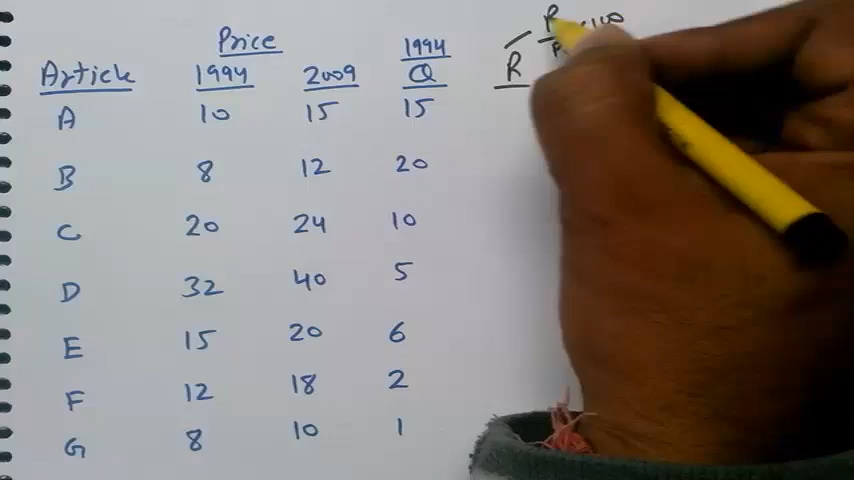 Price 1994 P
Article 1994 2009 Q R P
A 10 15 15
B 8 12 20
C 20 24 10
D 32 40 5
E 15 20 6
F 12 18 2
G 8 10 1